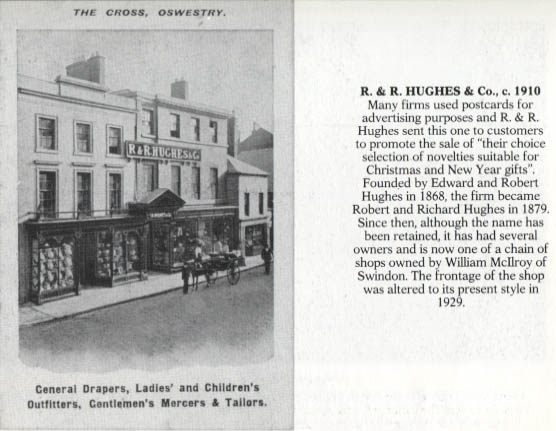 THE CROSS, OSWESTRY.
R.&R.HUGHES & Co.
General Drapers, Ladies' and Children's
Outfitters, Gentlemen's Mercers & Tailors.
R. & R. HUGHES & Co., c. 1910
Many firms used postcards for
advertising purposes and R. & R.
Hughes sent this one to customers
to promote the sale of "their choice
selection of novelties suitable for
Christmas and New Year gifts".
Founded by Edward and Robert
Hughes in 1868, the firm became
Robert and Richard Hughes in 1879.
Since then, although the name has
been retained, it has had several
owners and is now one of a chain of
shops owned by William McIlroy of
Swindon. The frontage of the shop
was altered to its present style in
1929.